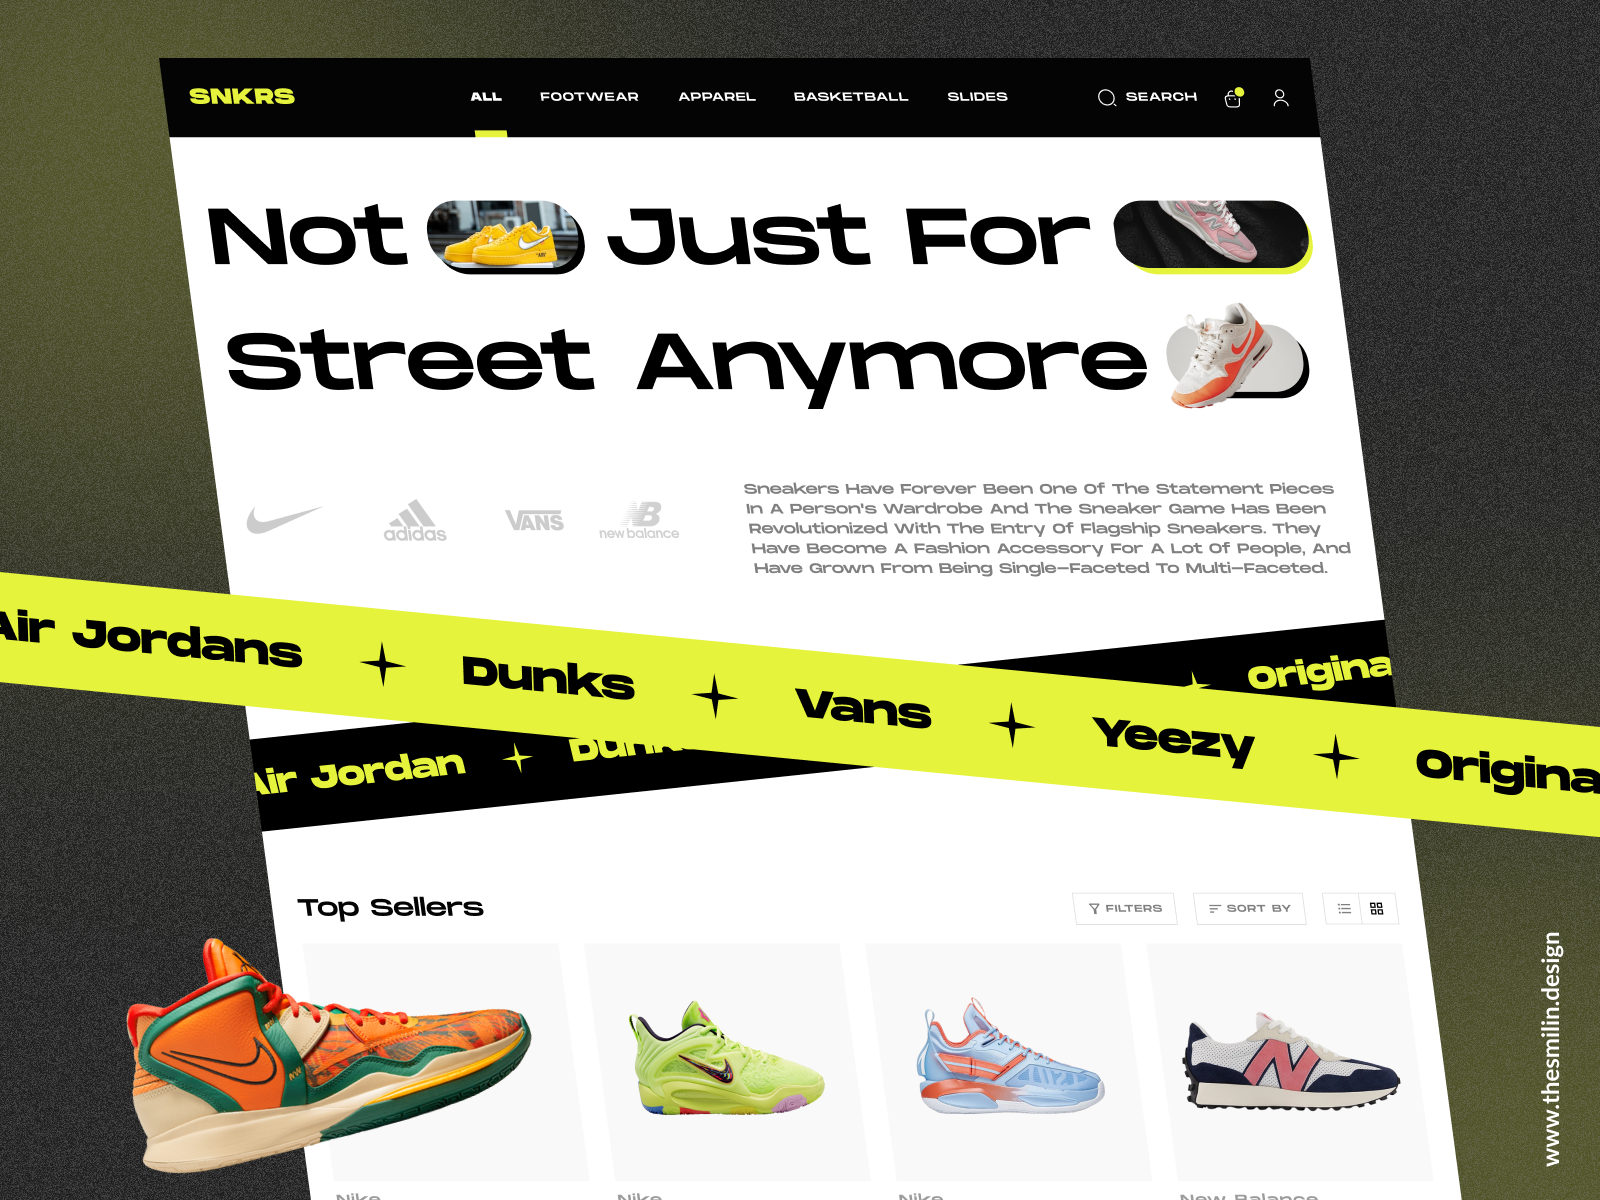 SNKRS
ALL FOOTWEAR APPAREL BASKETBALL SLIDES SEARCH
Not Just For
Street Anymore
adidas VANS NB new balance
Sneakers Have Forever Been One Of The Statement Pieces
In A Person's Wardrobe And The Sneaker Game Has Been
Revolutionized With The Entry Of Flagship Sneakers. They
Have Become A Fashion Accessory For A Lot Of People, And
Have Grown From Being Single-Faceted To Multi-Faceted.
Air Jordans Dunks Vans Yeezy Origina
Origina
Air Jordan Dunks
Top Sellers
FILTERS SORT BY
Nike Nike Nike New Balance
www.thesmilin.design